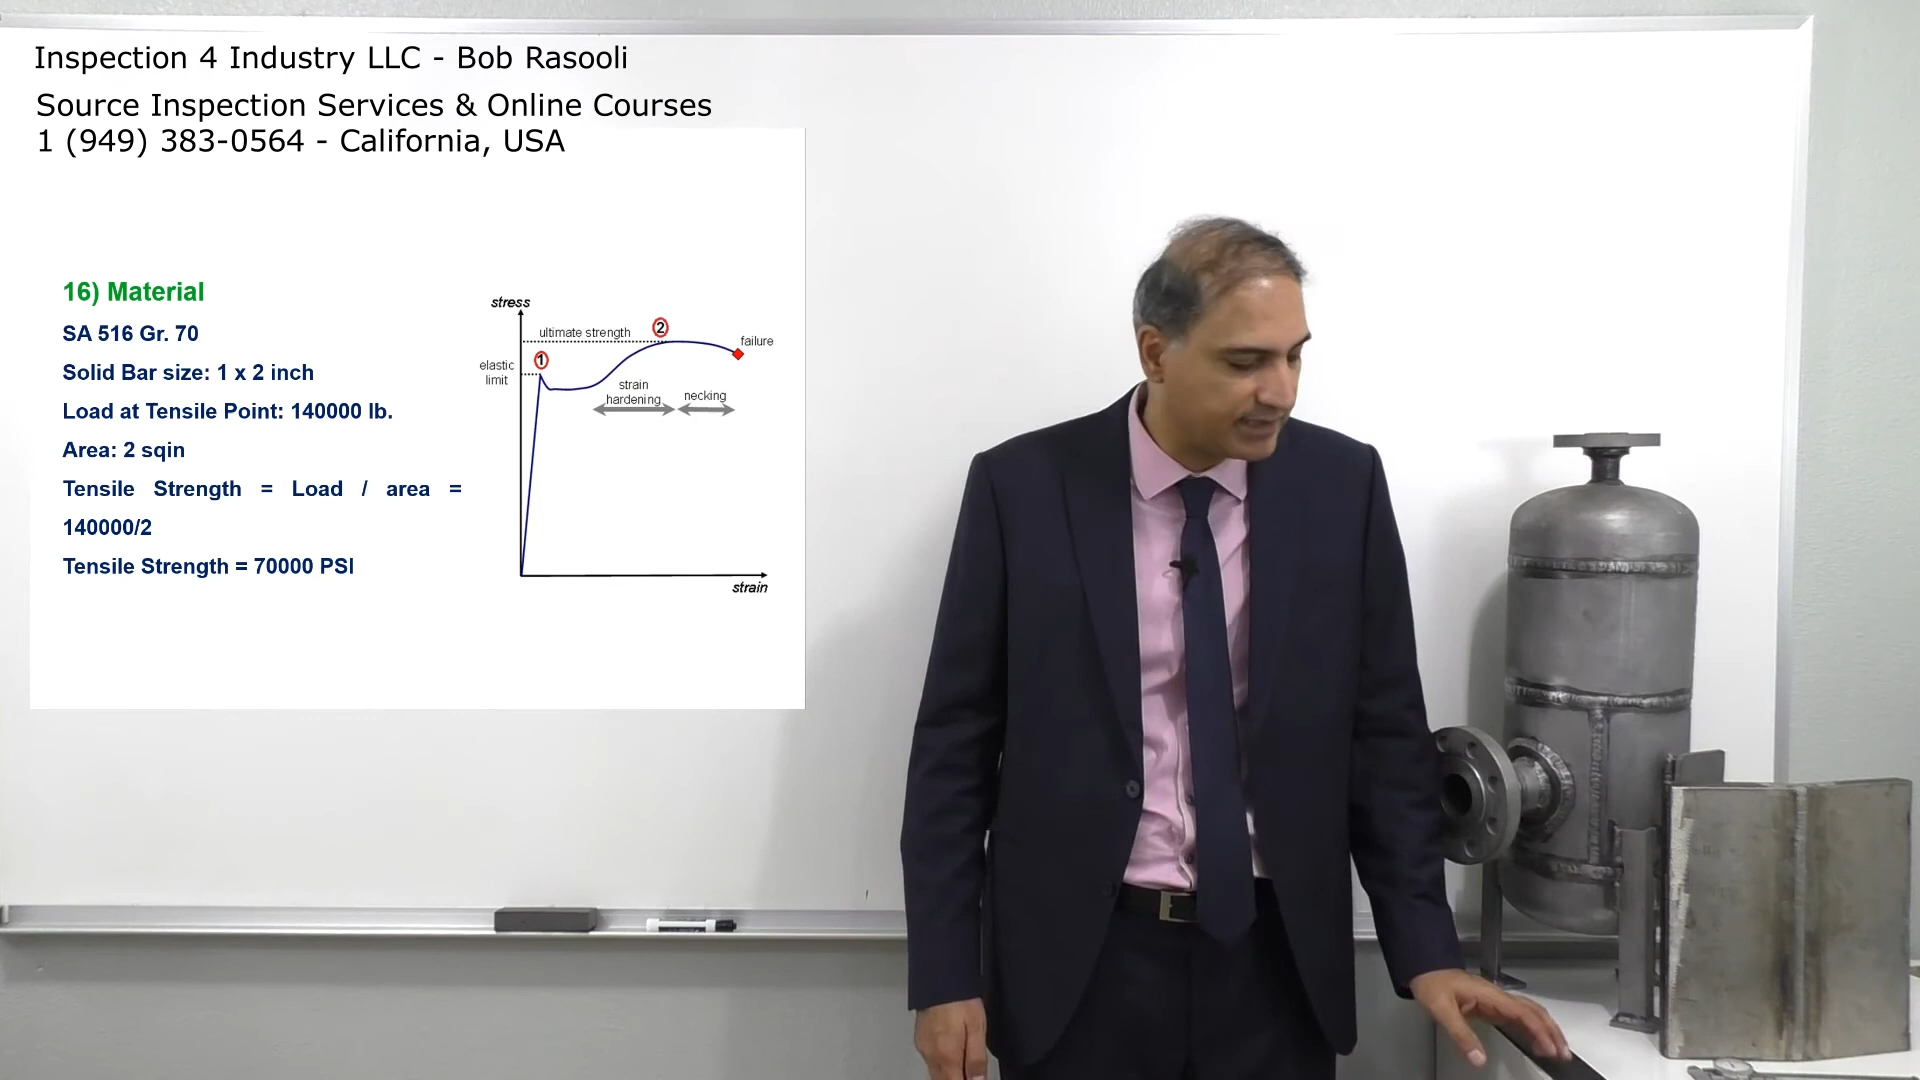 Inspection 4 Industry LLC - Bob Rasooli
Source Inspection Services & Online Courses
1 (949) 383-0564 - California, USA
16) Material
SA 516 Gr. 70
Solid Bar size: 1 x 2 inch
Load at Tensile Point: 140000 lb.
Area: 2 sqin
Tensile Strength = Load / area =
140000/2
Tensile Strength = 70000 PSI
stress
ultimate strength
2
failure
1
elastic
limit
strain
hardening
necking
strain